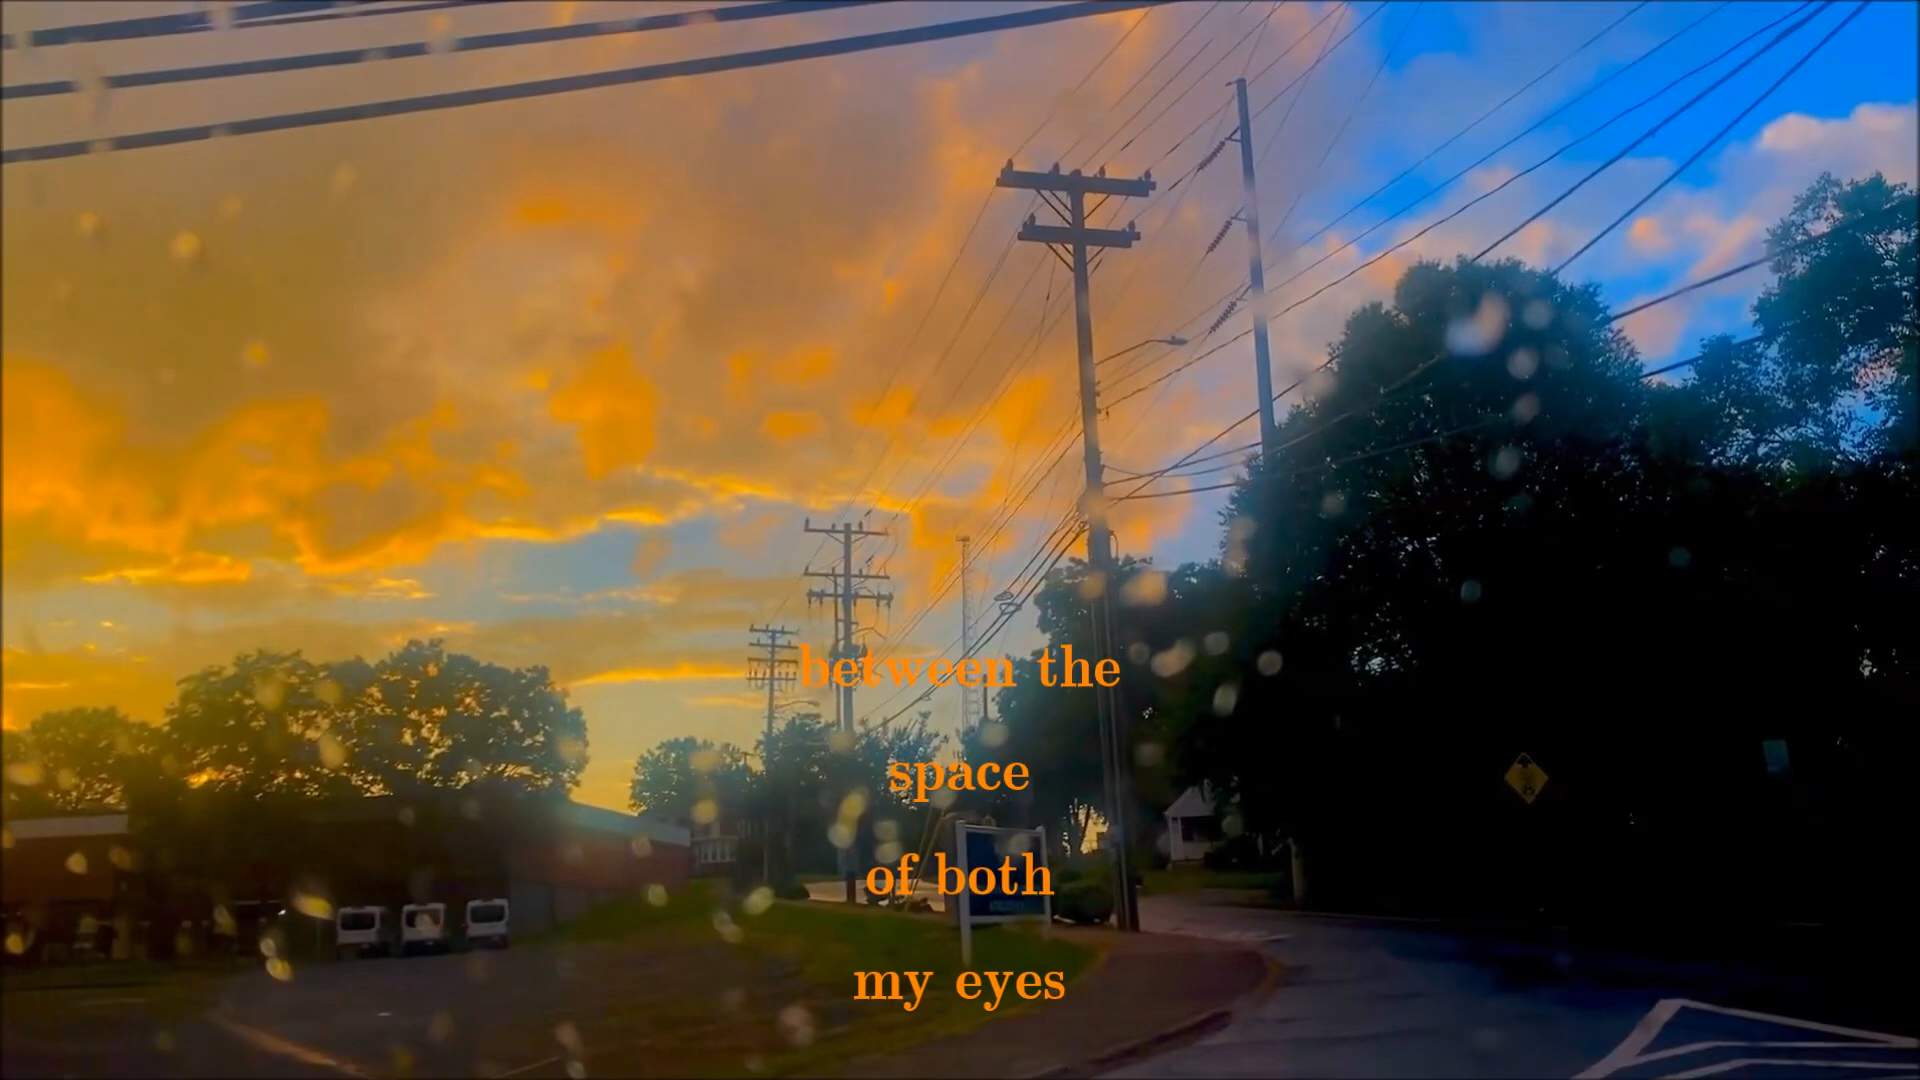 between the
space
of both
my eyes